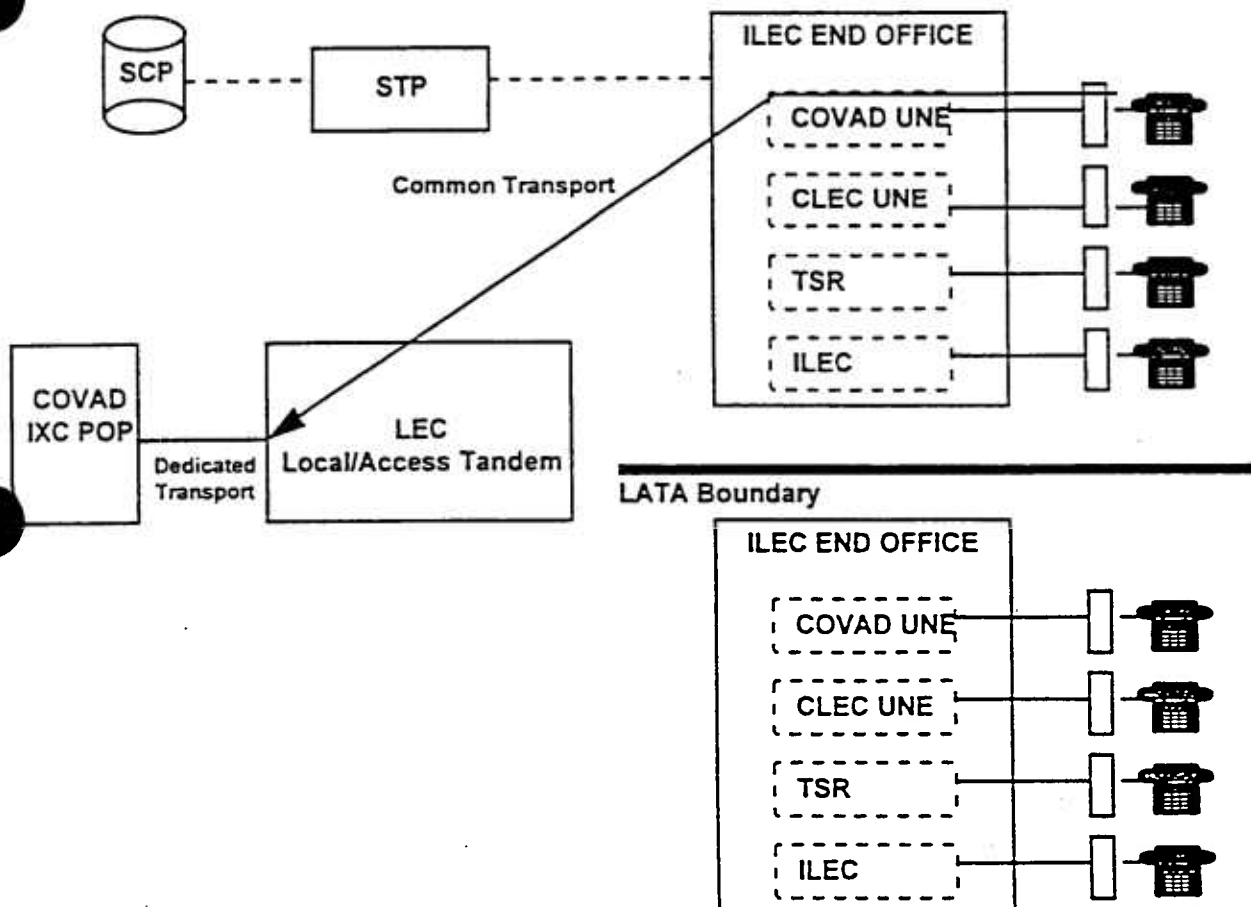 SCP
STP
ILEC END OFFICE
COVAD UNE
CLEC UNE
TSR
ILEC
Common Transport
COVAD
IXC POP
Dedicated
Transport
LEC
Local/Access Tandem
LATA Boundary
ILEC END OFFICE
COVAD UNE
CLEC UNE
TSR
ILEC